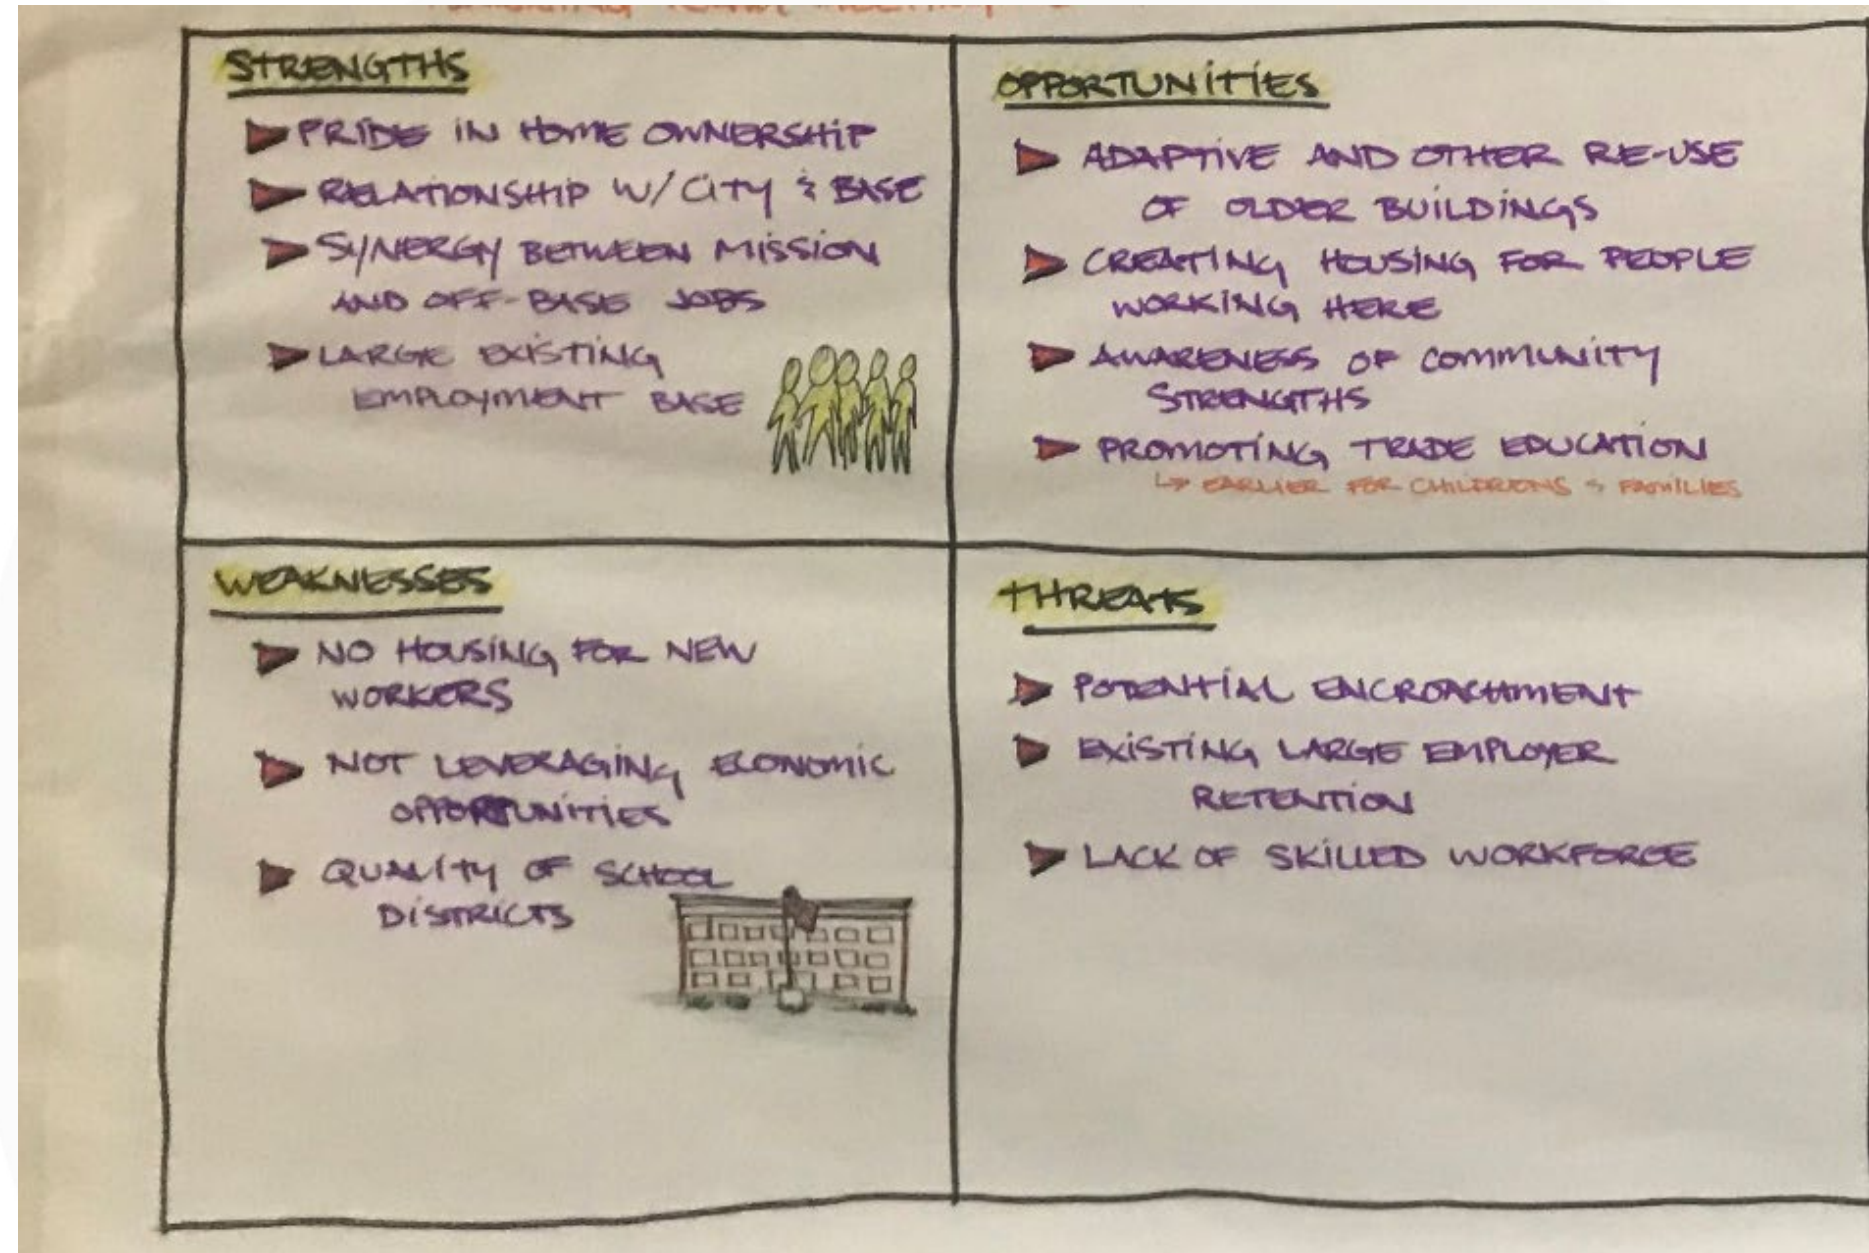 STRENGTHS
PRIDE IN HOME OWNERSHIP
RELATIONSHIP W/ CITY & BASE
SYNERGY BETWEEN MISSION
AND OFF-BASE JOBS
LARGE EXISTING
EMPLOYMENT BASE
OPPORTUNITIES
ADAPTIVE AND OTHER RE-USE
OF OLDER BUILDINGS
CREATING HOUSING FOR PEOPLE
WORKING HERE
AWARENESS OF COMMUNITY
STRENGTHS
PROMOTING TRADE EDUCATION
↳ EARLIER FOR CHILDRENS & FAMILIES
WEAKNESSES
NO HOUSING FOR NEW
WORKERS
NOT LEVERAGING ECONOMIC
OPPORTUNITIES
QUALITY OF SCHOOL
DISTRICTS
THREATS
POTENTIAL ENCROACHMENT
EXISTING LARGE EMPLOYER
RETENTION
LACK OF SKILLED WORKFORCE